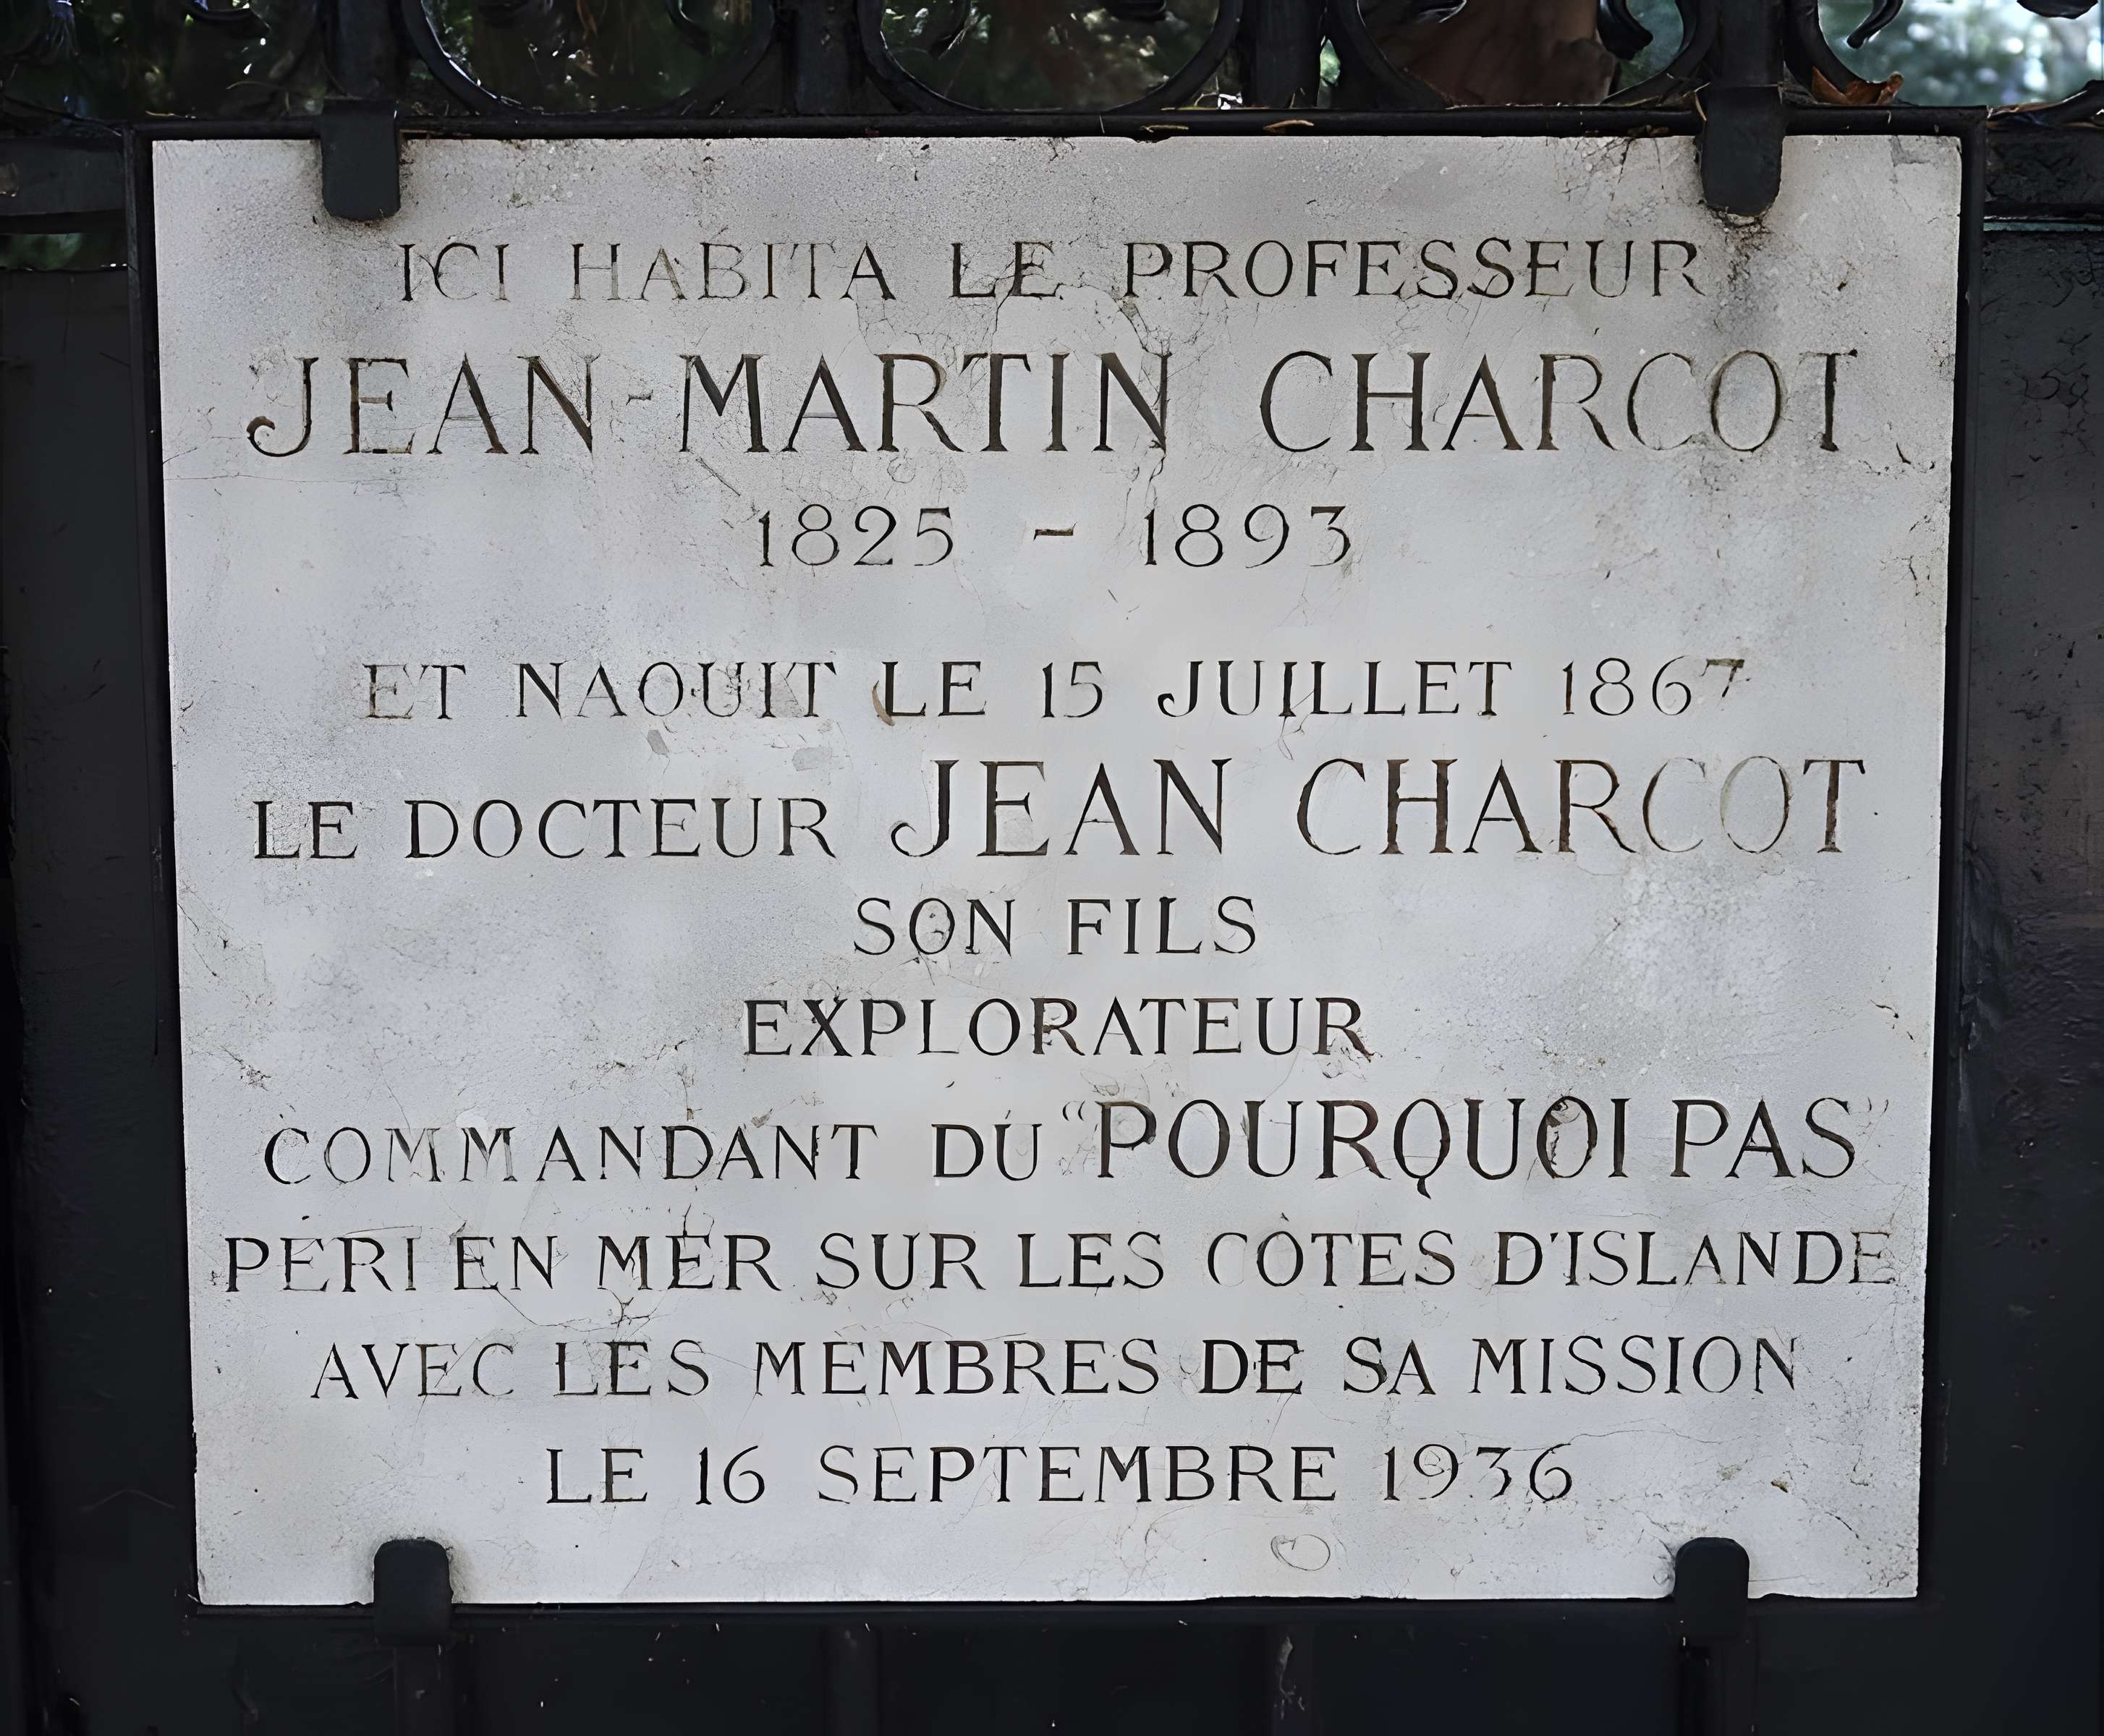 ICI HABITA LE PROFESSEUR
JEAN-MARTIN CHARCOT
1825 - 1893
ET NAQUIT LE 15 JUILLET 1867
LE DOCTEUR JEAN CHARCOT
SON FILS
EXPLORATEUR
COMMANDANT DU "POURQUOI PAS"
PERI EN MER SUR LES CÔTES D'ISLANDE
AVEC LES MEMBRES DE SA MISSION
LE 16 SEPTEMBRE 1936